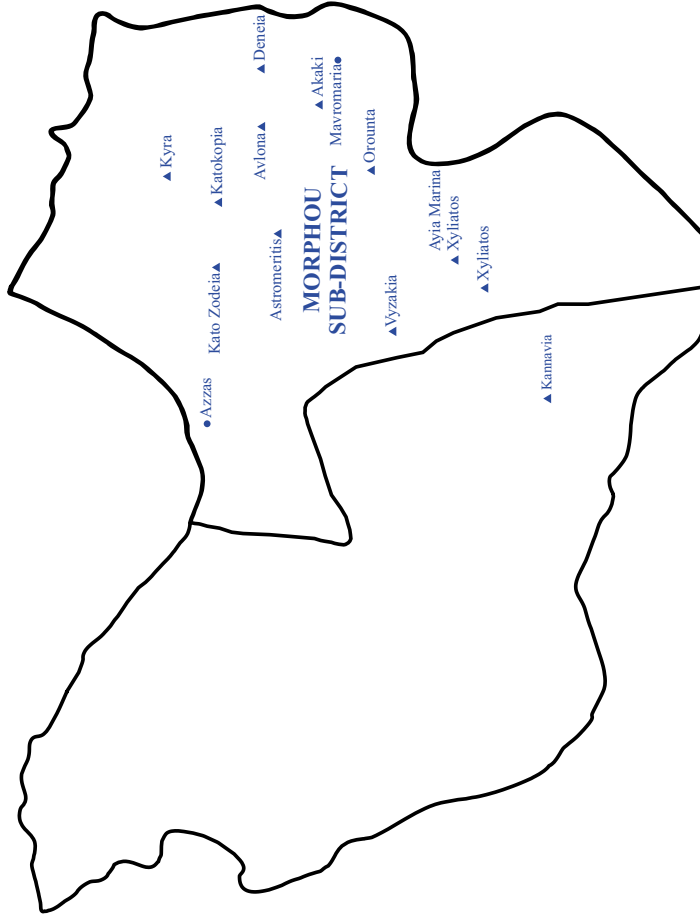 Kyra
Deneia
Katokopia
Avlona
Akaki
Mavromaria
Kato Zodeia
Astromeritis
Orounta
MORPHOU
SUB-DISTRICT
Azzas
Ayia Marina
Xyliatos
Vyzakia
Xyliatos
Kannavia